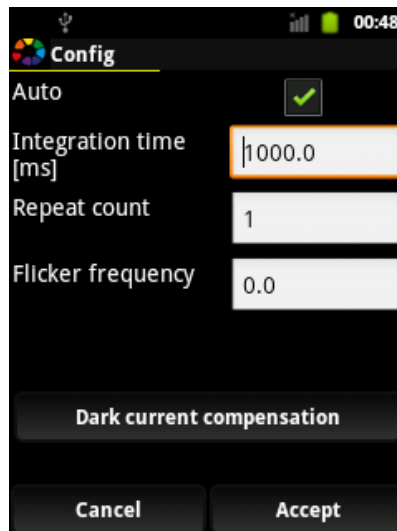 00:48
Config
Auto
Integration time
[ms]
1000.0
Repeat count
1
Flicker frequency
0.0
Dark current compensation
Cancel Accept